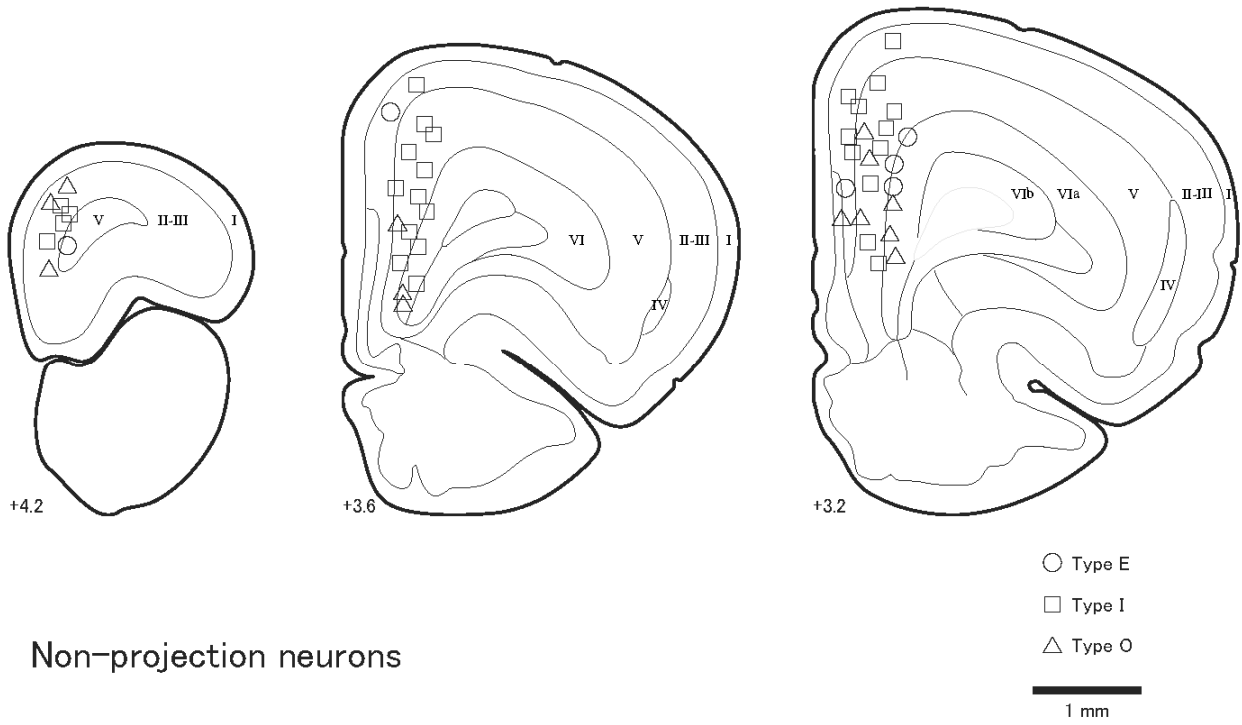 V II-III I
VI V II-III I
IV
VIb VIa V II-III I
IV
+4.2 +3.6 +3.2
Type E
Type I
Type O
Non-projection neurons
1 mm